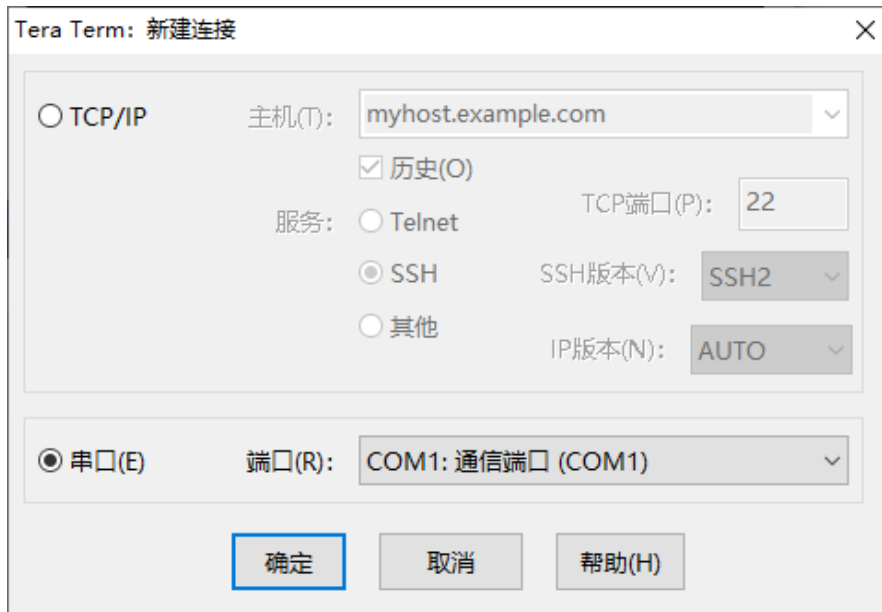 Tera Term：新建连接
TCP/IP 主机(T)： myhost.example.com
历史(O)
服务： Telnet TCP端口(P)： 22
SSH SSH版本(V)： SSH2
其他 IP版本(N)： AUTO
串口(E) 端口(R)： COM1: 通信端口 (COM1)
确定 取消 帮助(H)